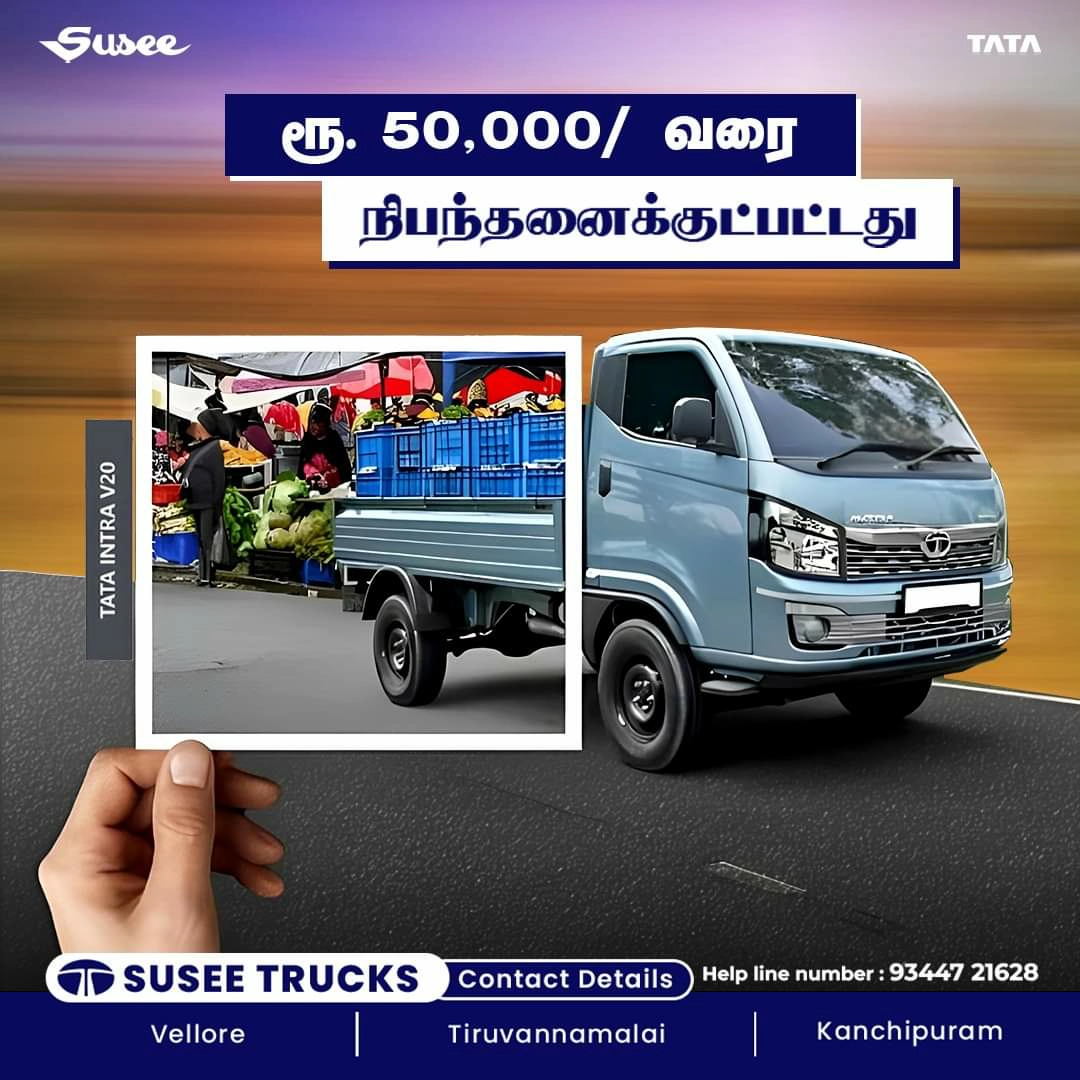 Susee
TATA
ரூ. 50,000/ வரை
நிபந்தனைக்குட்பட்டது
TATA INTRA V20
SUSEE TRUCKS
Contact Details
Help line number : 93447 21628
Vellore
Tiruvannamalai
Kanchipuram